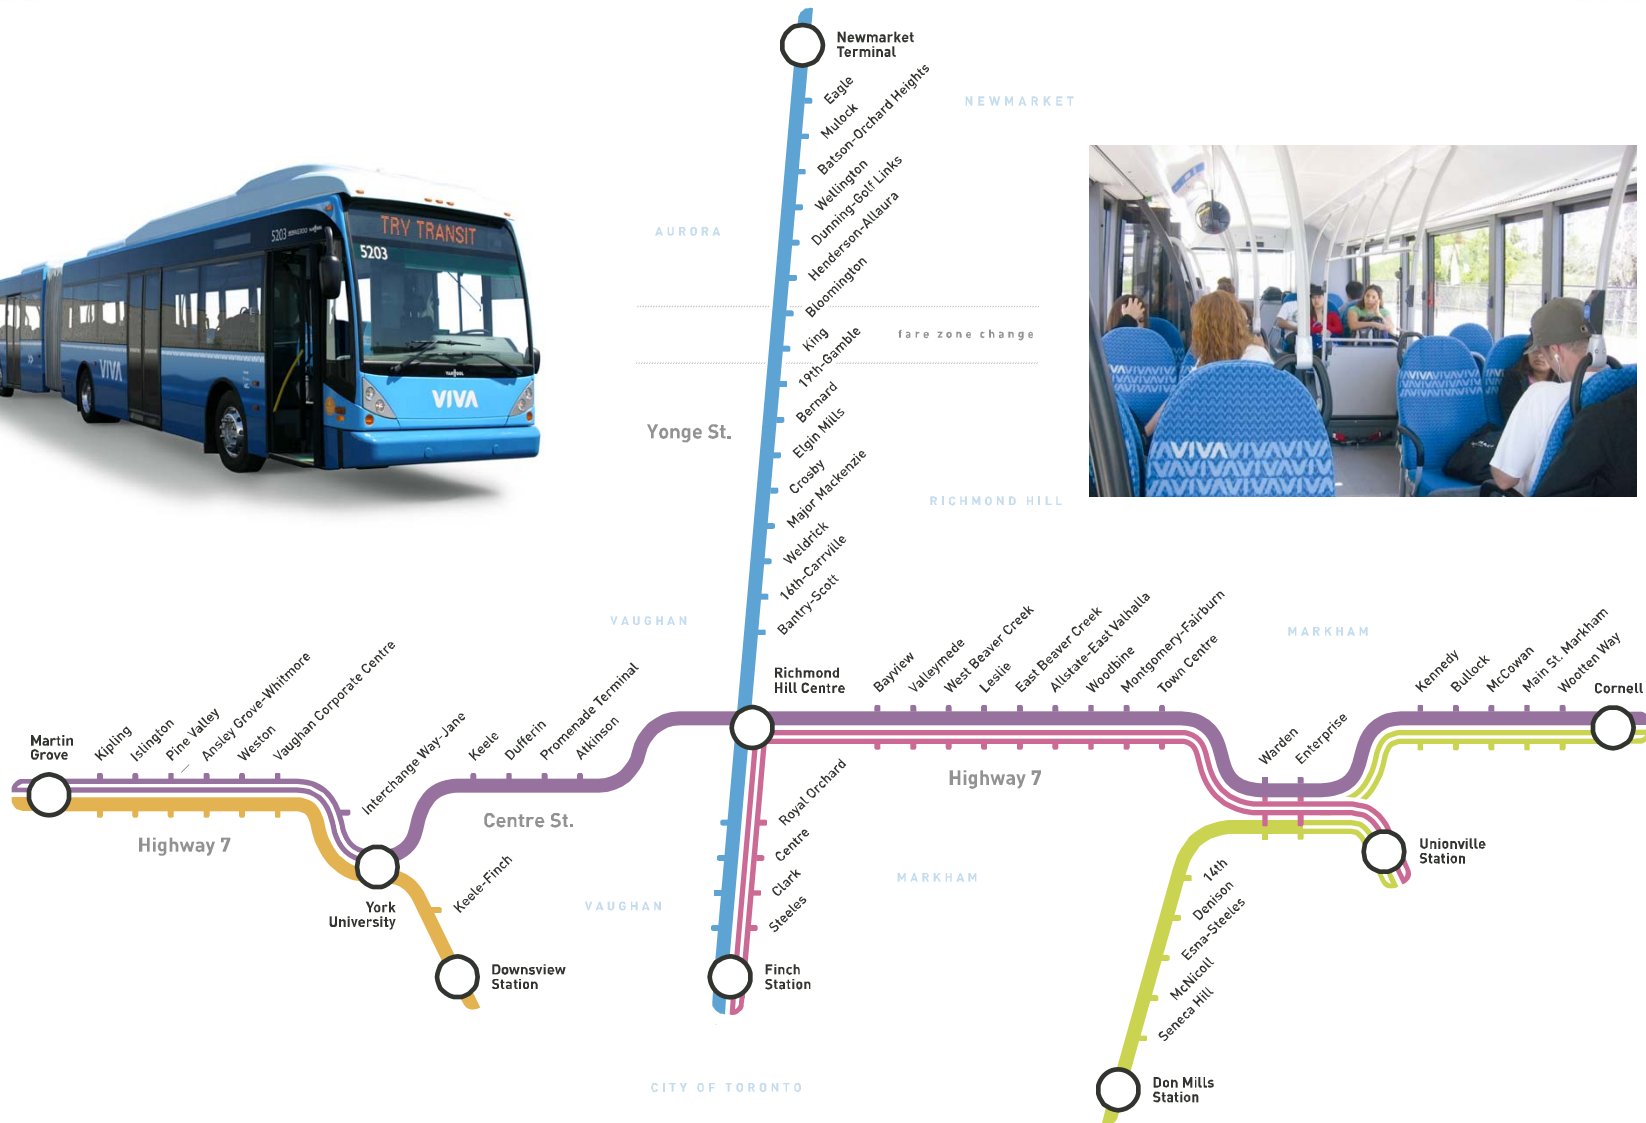 Newmarket
Terminal
Eagle
Mulock
Batson-Orchard Heights
Wellington
Dunning-Golf Links
Henderson-Allaura
Bloomington
King
19th-Gamble
Bernard
Elgin Mills
Crosby
Major Mackenzie
Weldrick
16th-Carrville
Bantry-Scott
NEWMARKET
AURORA
fare zone change
Yonge St.
RICHMOND HILL
VAUGHAN
MARKHAM
TRY TRANSIT
5203
5203
VIVA
VIVA
VIVA
VIVA
Richmond
Hill Centre
Martin
Grove
Kipling
Islington
Pine Valley
Ansley Grove-Whitmore
Weston
Vaughan Corporate Centre
Interchange Way-Jane
Keele
Dufferin
Promenade Terminal
Atkinson
Bayview
Valleymede
West Beaver Creek
Leslie
East Beaver Creek
Allstate-East Valhalla
Woodbine
Montgomery-Fairburn
Town Centre
Warden
Enterprise
Kennedy
Bullock
McCowan
Main St. Markham
Wootten Way
Cornell
Highway 7
Centre St.
Highway 7
York
University
Keele-Finch
Downsview
Station
Royal Orchard
Centre
Clark
Steeles
Finch
Station
VAUGHAN
MARKHAM
Unionville
Station
14th
Denison
Esna-Steeles
McNicoll
Seneca Hill
Don Mills
Station
CITY OF TORONTO